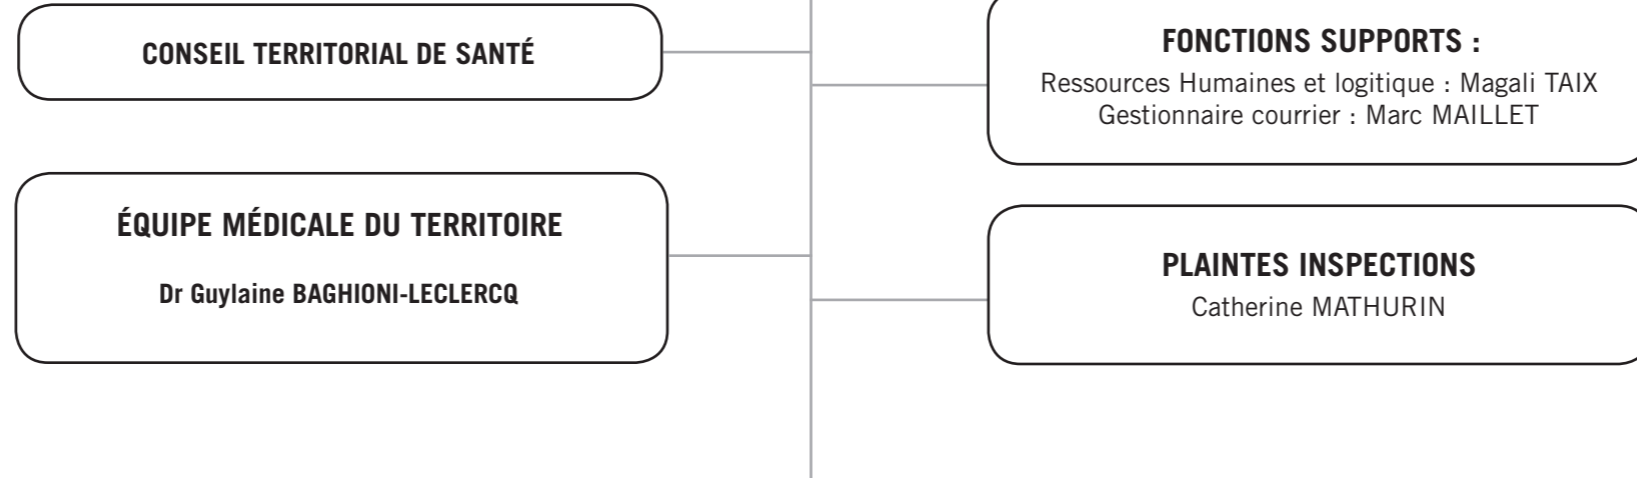 CONSEIL TERRITORIAL DE SANTÉ
FONCTIONS SUPPORTS :
Ressources Humaines et logitique : Magali TAIX
Gestionnaire courrier : Marc MAILLET
ÉQUIPE MÉDICALE DU TERRITOIRE
Dr Guylaine BAGHIONI-LECLERCQ
PLAINTES INSPECTIONS
Catherine MATHURIN